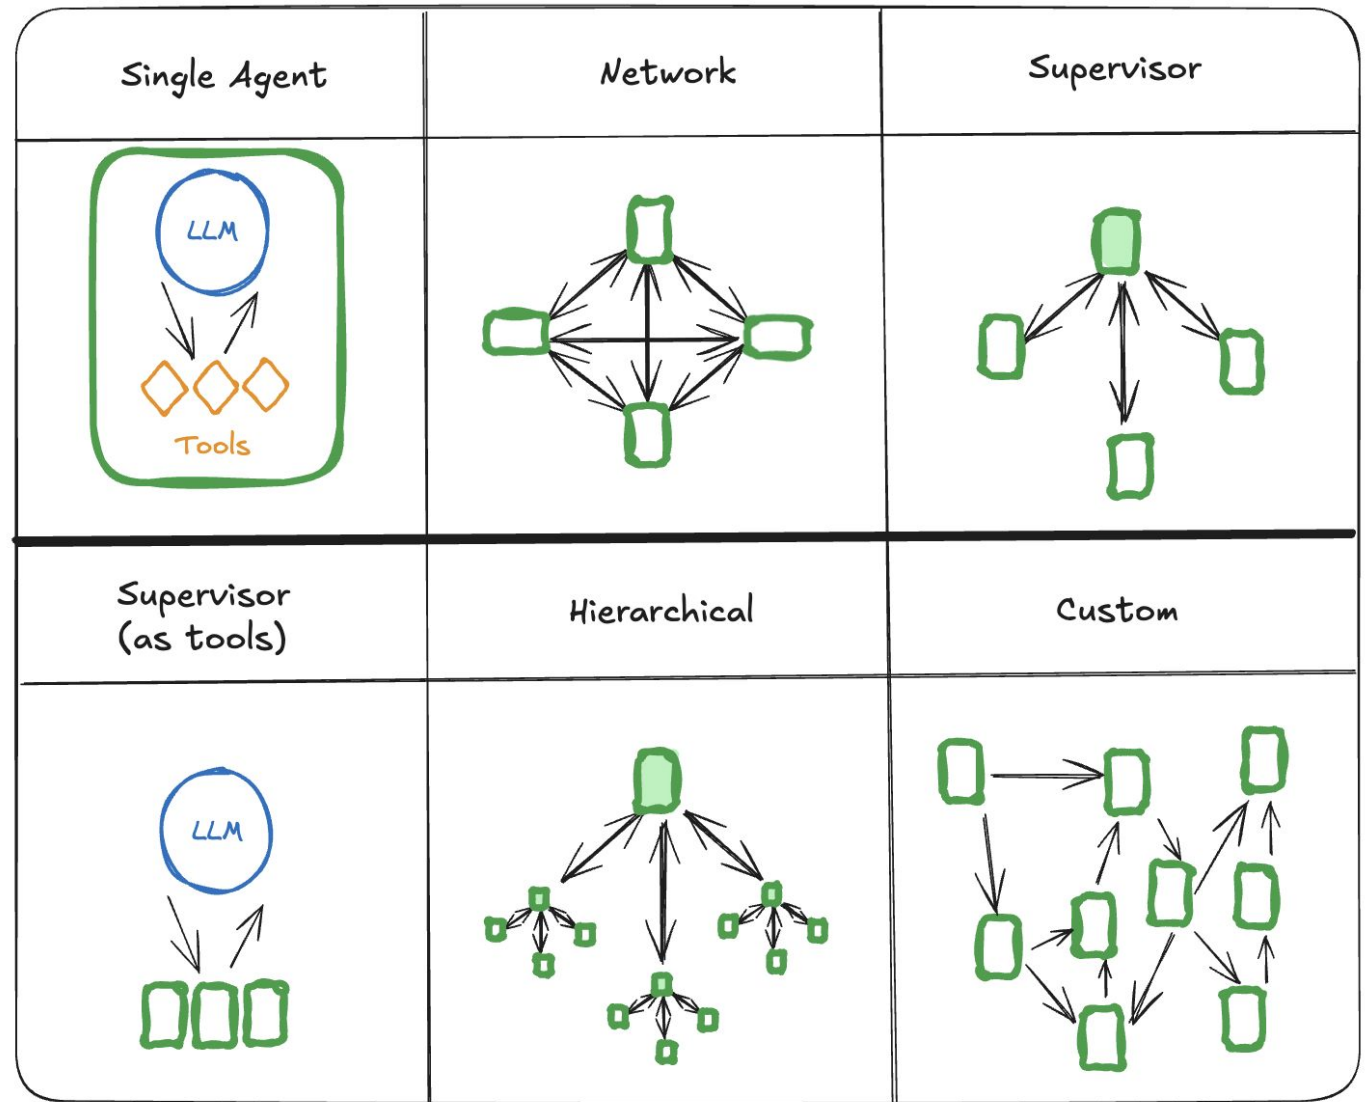 Single Agent
Network
Supervisor
LLM
Tools
Supervisor
(as tools)
Hierarchical
Custom
LLM